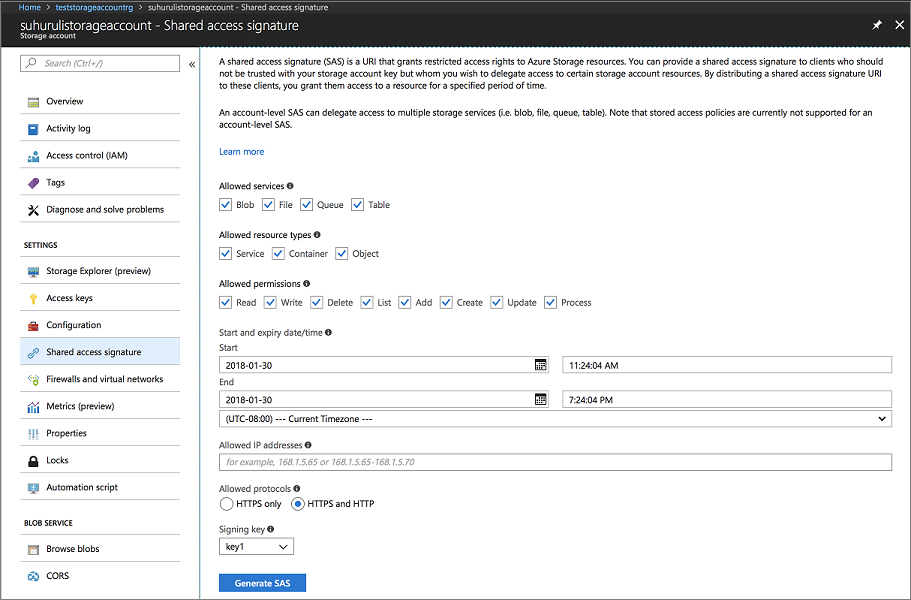 Home > teststorageaccountrg > suhurulistorageaccount - Shared access signature
suhurulistorageaccount - Shared access signature
Storage account
Search (Ctrl+/)
Overview
Activity log
Access control (IAM)
Tags
Diagnose and solve problems
SETTINGS
Storage Explorer (preview)
Access keys
Configuration
Shared access signature
Firewalls and virtual networks
Metrics (preview)
Properties
Locks
Automation script
BLOB SERVICE
Browse blobs
CORS
A shared access signature (SAS) is a URI that grants restricted access rights to Azure Storage resources. You can provide a shared access signature to clients who should
not be trusted with your storage account key but whom you wish to delegate access to certain storage account resources. By distributing a shared access signature URI
to these clients, you grant them access to a resource for a specified period of time.
An account-level SAS can delegate access to multiple storage services (i.e. blob, file, queue, table). Note that stored access policies are currently not supported for an
account-level SAS.
Learn more
Allowed services
Blob File Queue Table
Allowed resource types
Service Container Object
Allowed permissions
Read Write Delete List Add Create Update Process
Start and expiry date/time
Start
2018-01-30 11:24:04 AM
End
2018-01-30 7:24:04 PM
(UTC-08:00) --- Current Timezone ---
Allowed IP addresses
for example, 168.1.5.65 or 168.1.5.65-168.1.5.70
Allowed protocols
HTTPS only HTTPS and HTTP
Signing key
key1
Generate SAS